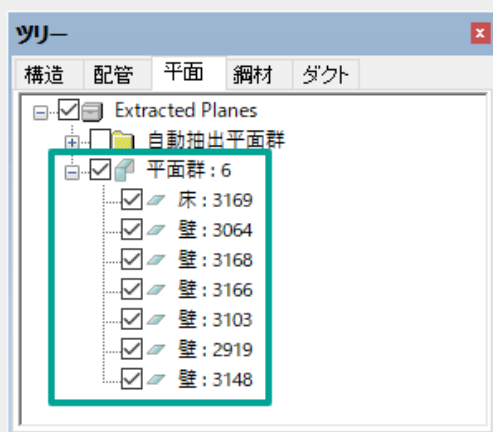 ツリー
構造 配管 平面 鋼材 ダクト
Extracted Planes
自動抽出平面群
平面群 : 6
床 : 3169
壁 : 3064
壁 : 3168
壁 : 3166
壁 : 3103
壁 : 2919
壁 : 3148